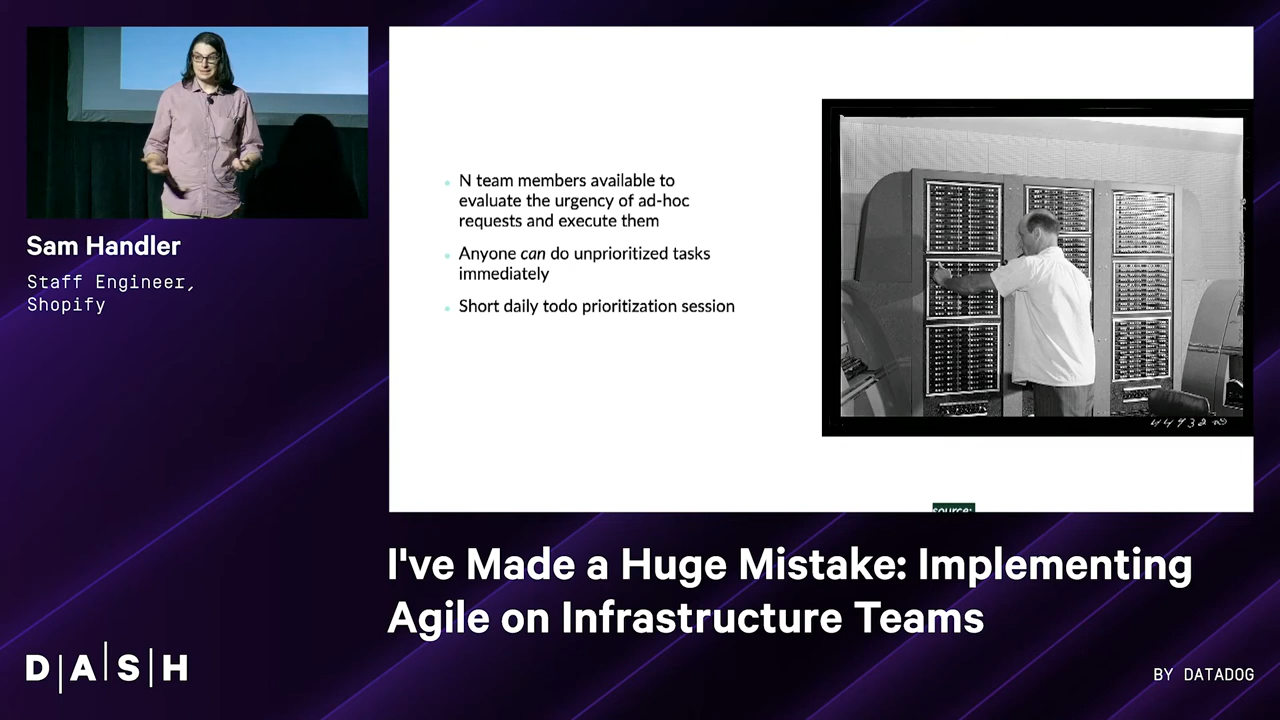 Sam Handler
Staff Engineer,
Shopify
N team members available to
evaluate the urgency of ad-hoc
requests and execute them
Anyone can do unprioritized tasks
immediately
Short daily todo prioritization session
source:
I've Made a Huge Mistake: Implementing
Agile on Infrastructure Teams
D|A|S|H
BY DATADOG